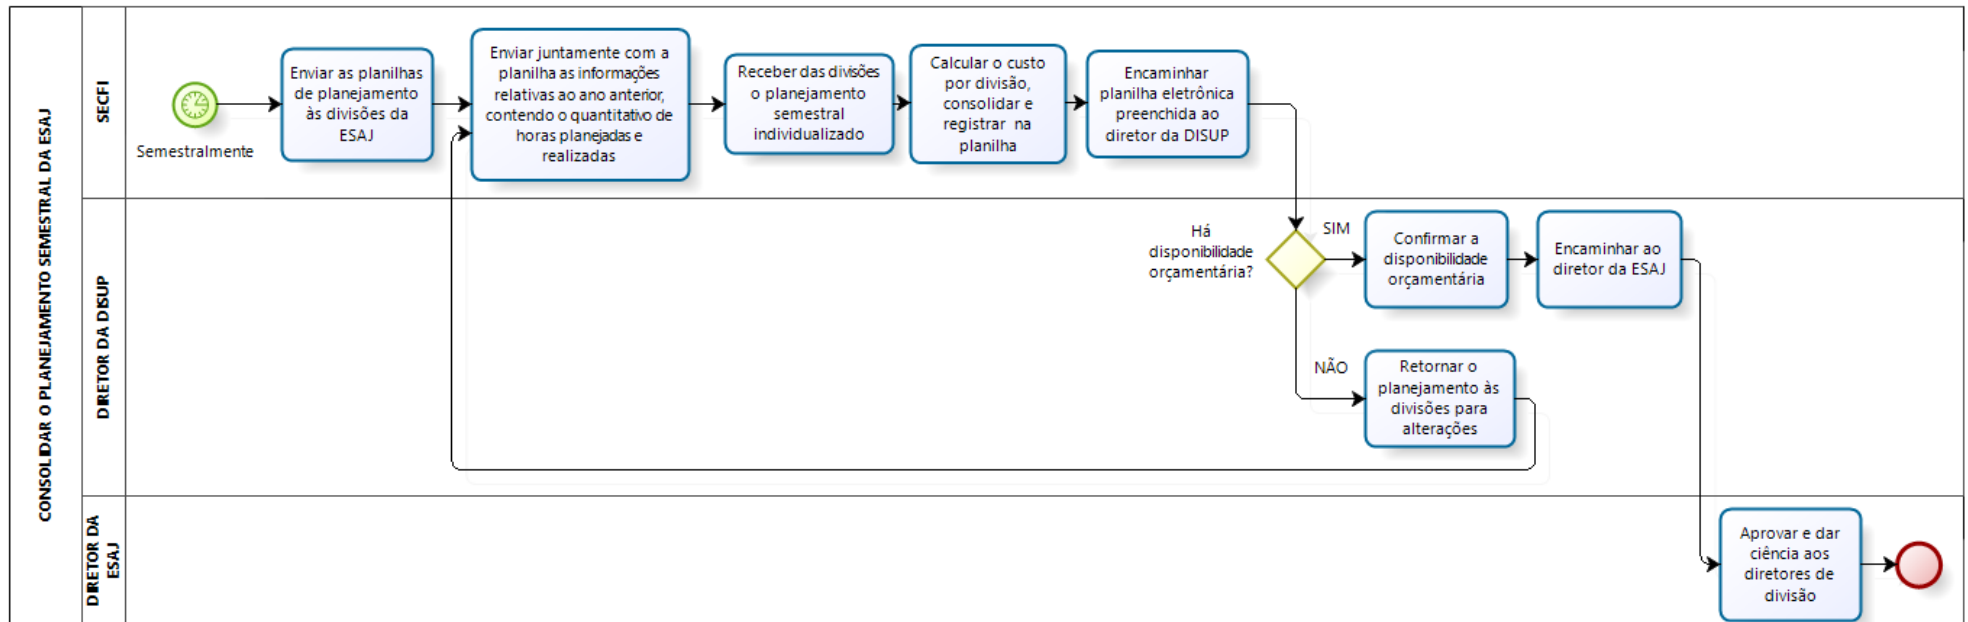 CONSOLIDAR O PLANEJAMENTO SEMESTRAL DA ESAJ
SECFI
Semestralmente
Enviar as planilhas
de planejamento
às divisões da
ESAJ
Enviar juntamente com a
planilha as informações
relativas ao ano anterior,
contendo o quantitativo de
horas planejadas e
realizadas
Receber das divisões
o planejamento
semestral
individualizado
Calcular o custo
por divisão,
consolidar e
registrar na
planilha
Encaminhar
planilha eletrônica
preenchida ao
diretor da DISUP
DIRETOR DA DISUP
Há
disponibilidade
orçamentária?
SIM
Confirmar a
disponibilidade
orçamentária
Encaminhar ao
diretor da ESAJ
NÃO
Retornar o
planejamento às
divisões para
alterações
DIRETOR DA
ESAJ
Aprovar e dar
ciência aos
diretores de
divisão